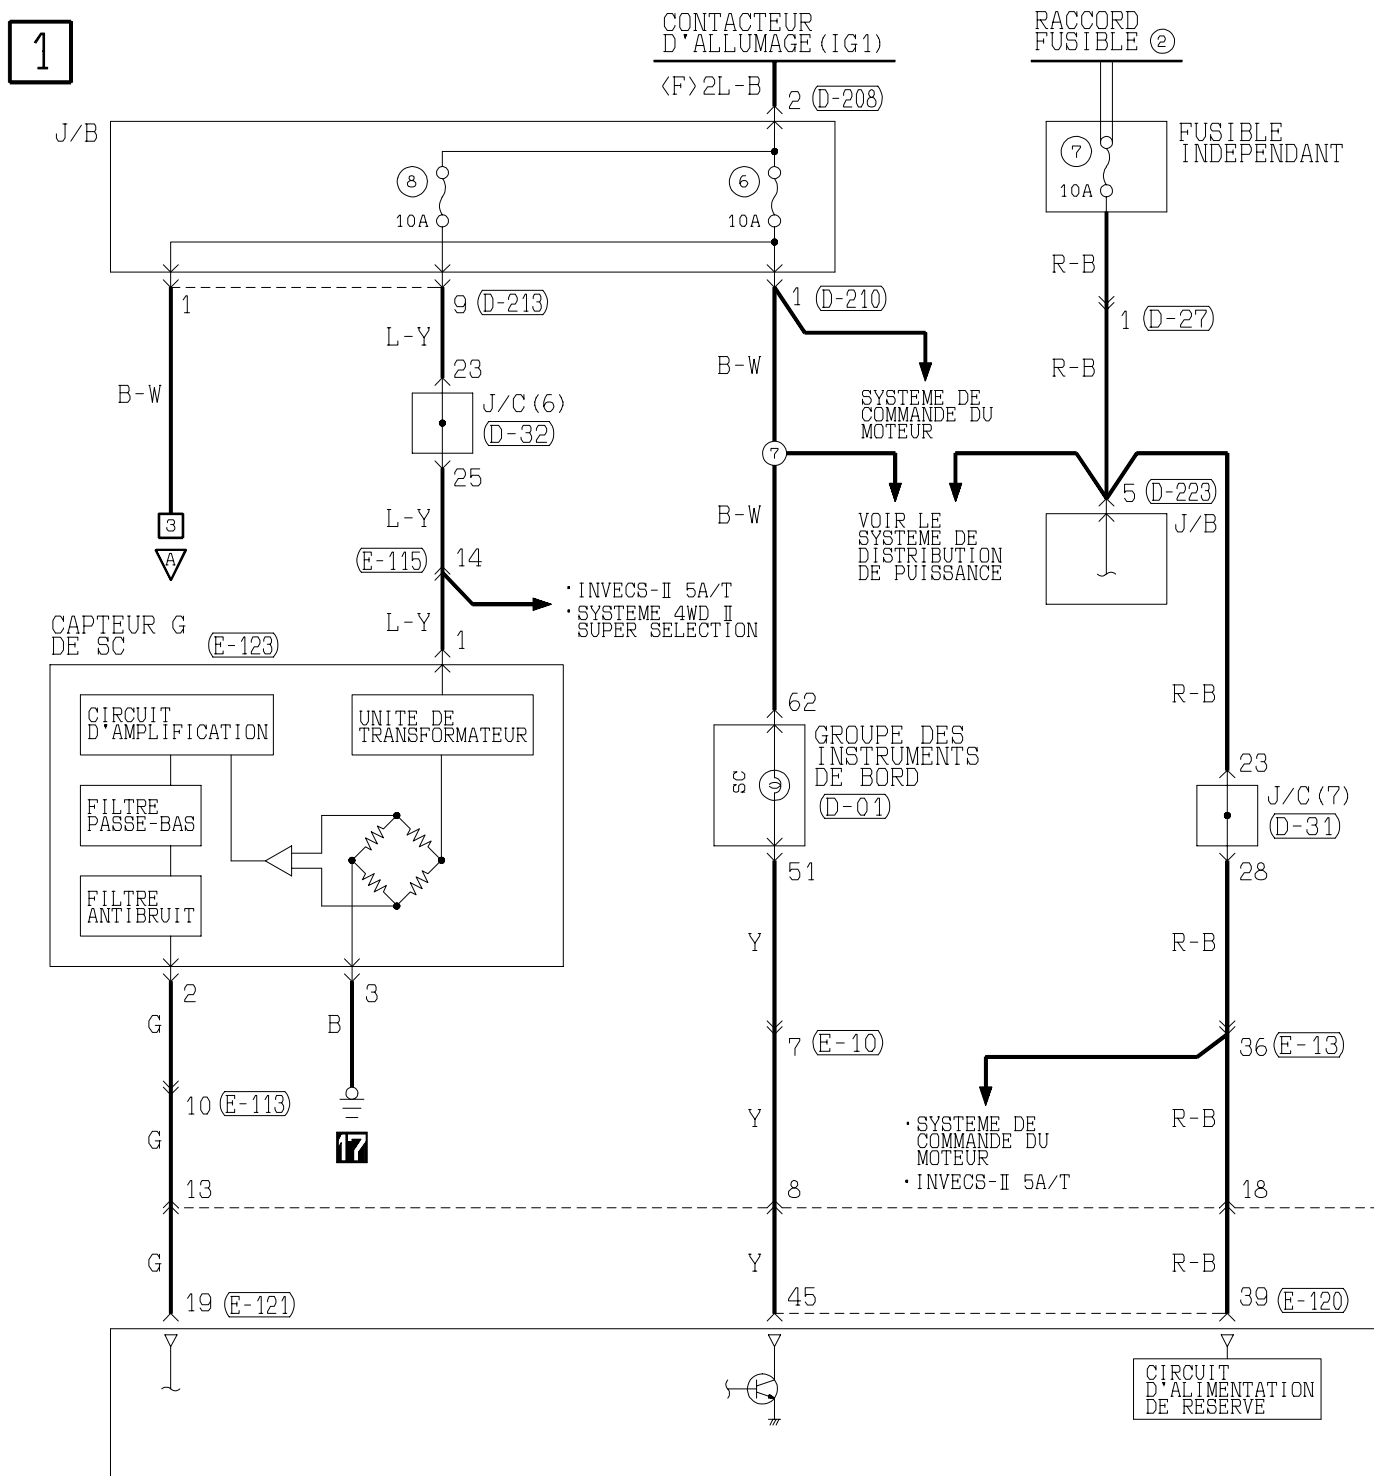 1
CONTACTEUR
D'ALLUMAGE (IG1)
RACCORD
FUSIBLE ②
<F> 2L-B
2 (D-208)
J/B
8
10A
6
10A
7
10A
FUSIBLE
INDEPENDANT
1
9 (D-213)
1 (D-210)
R-B
1 (D-27)
L-Y
B-W
R-B
23
B-W
J/C (6)
(D-32)
SYSTEME DE
COMMANDE DU
MOTEUR
7
25
5 (D-223)
J/B
L-Y
B-W
VOIR LE
SYSTEME DE
DISTRIBUTION
DE PUISSANCE
3
A
(E-115) 14
· INVECS-Ⅱ 5A/T
· SYSTEME 4WD Ⅱ
SUPER SELECTION
L-Y
1
CAPTEUR G
DE SC
(E-123)
CIRCUIT
D'AMPLIFICATION
UNITE DE
TRANSFORMATEUR
FILTRE
PASSE-BAS
FILTRE
ANTIBRUIT
R-B
62
SC
GROUPE DES
INSTRUMENTS
DE BORD
(D-01)
51
23
J/C (7)
(D-31)
28
Y
R-B
2
3
G
B
7 (E-10)
36 (E-13)
10 (E-113)
17
G
Y
R-B
· SYSTEME DE
COMMANDE DU
MOTEUR
· INVECS-Ⅱ 5A/T
13
8
18
G
Y
R-B
19 (E-121)
45
39 (E-120)
CIRCUIT
D'ALIMENTATION
DE RESERVE